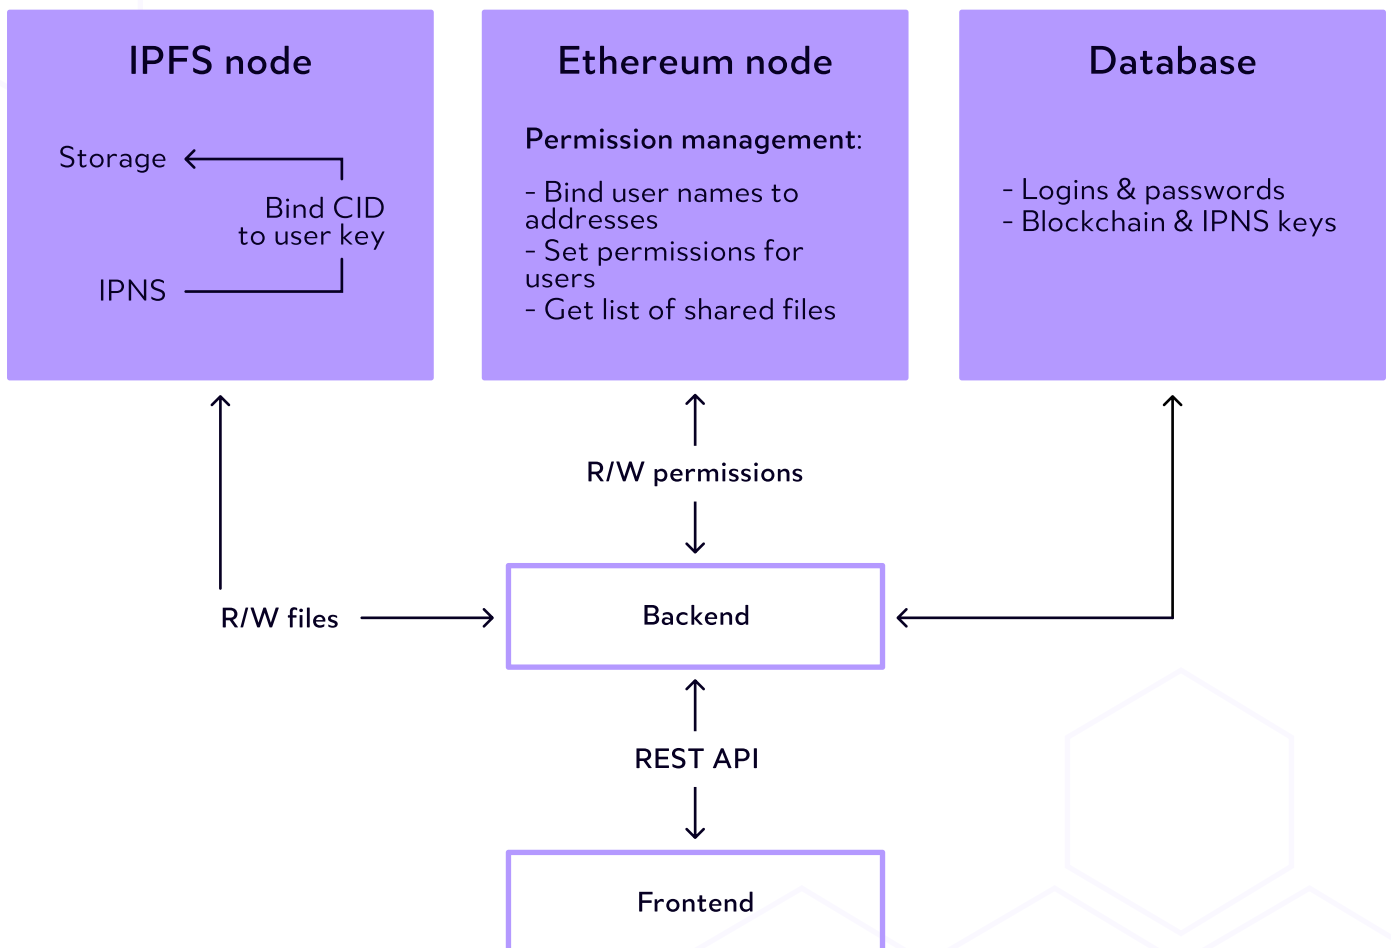 IPFS node
Storage
Bind CID
to user key
IPNS
Ethereum node
Permission management:
- Bind user names to
addresses
- Set permissions for
users
- Get list of shared files
Database
- Logins & passwords
- Blockchain & IPNS keys
R/W permissions
R/W files
Backend
REST API
Frontend